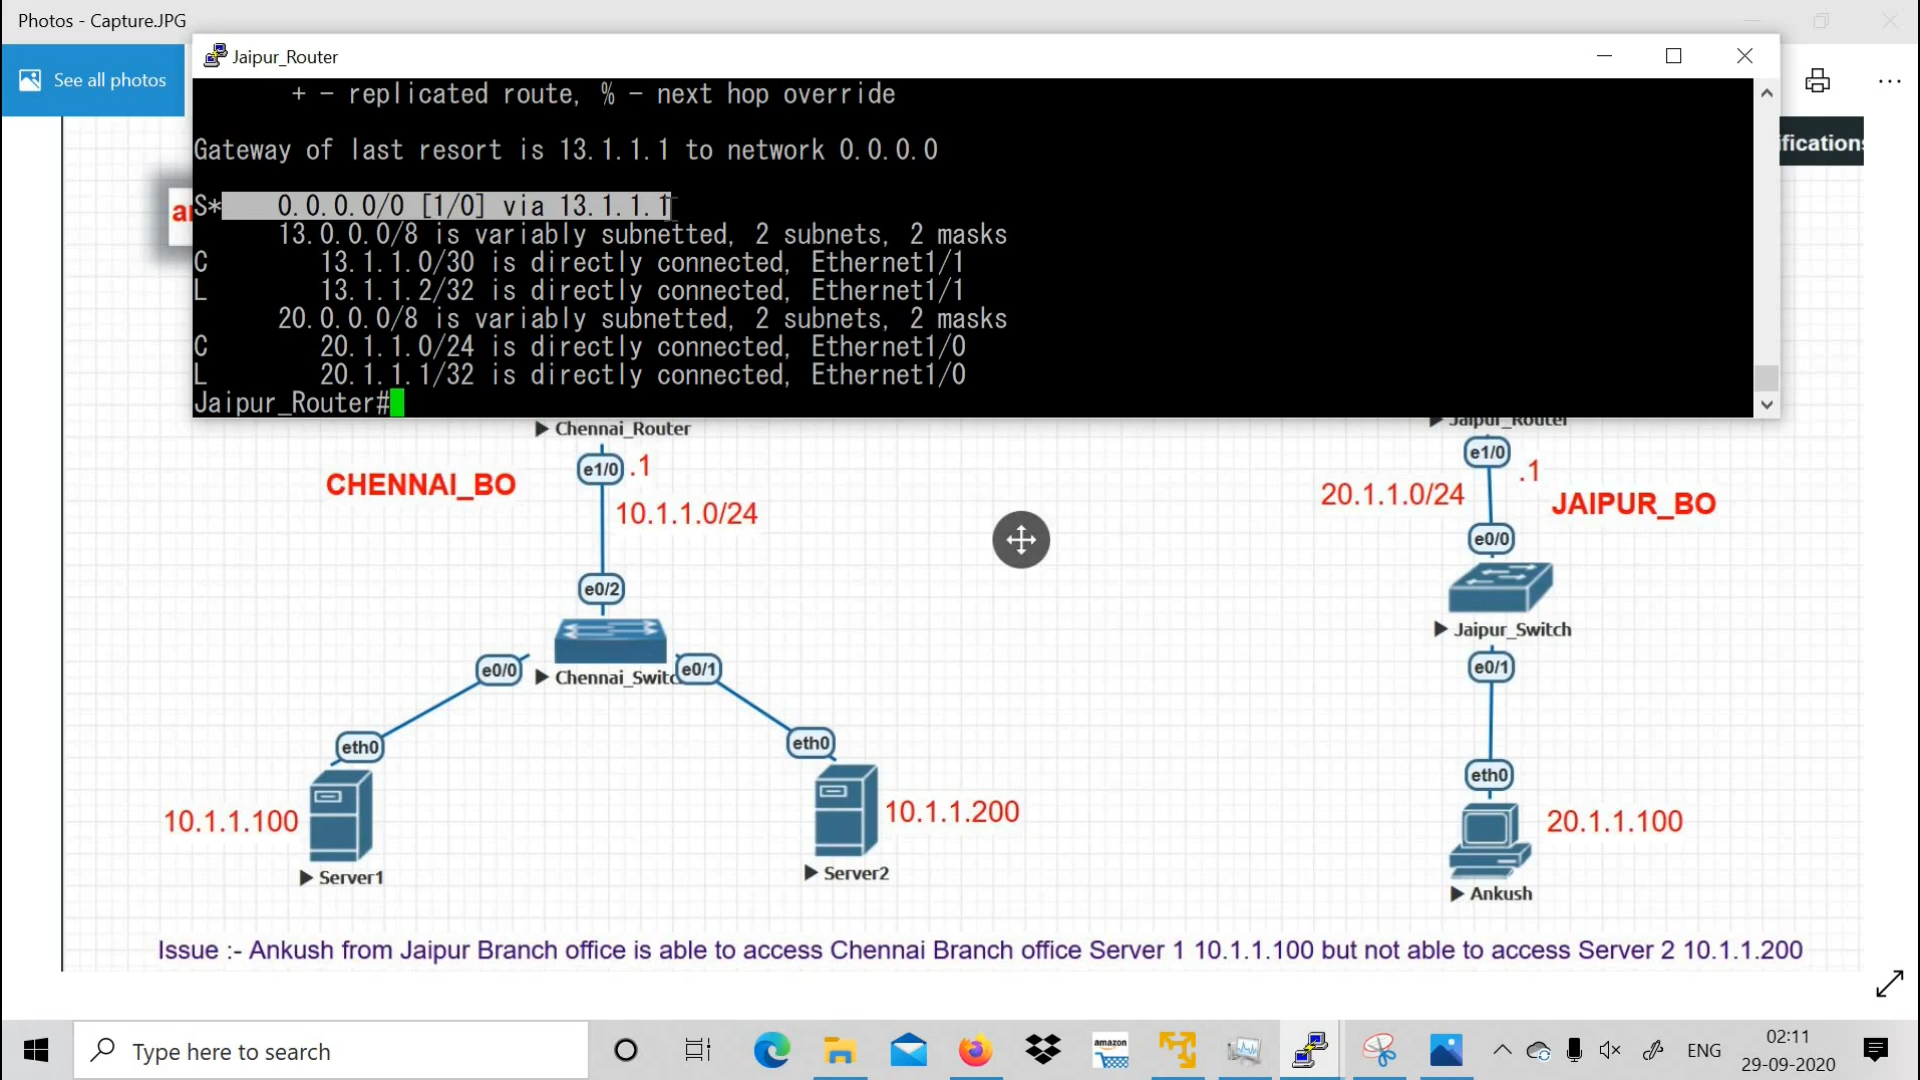 Photos - Capture.JPG
See all photos
Jaipur_Router
+ - replicated route, % - next hop override
Gateway of last resort is 13.1.1.1 to network 0.0.0.0
S* 0.0.0.0/0 [1/0] via 13.1.1.1
13.0.0.0/8 is variably subnetted, 2 subnets, 2 masks
C 13.1.1.0/30 is directly connected, Ethernet1/1
L 13.1.1.2/32 is directly connected, Ethernet1/1
20.0.0.0/8 is variably subnetted, 2 subnets, 2 masks
C 20.1.1.0/24 is directly connected, Ethernet1/0
L 20.1.1.1/32 is directly connected, Ethernet1/0
Jaipur_Router#
Chennai_Router
Jaipur_Router
e1/0 .1
CHENNAI_BO
10.1.1.0/24
e0/2
e0/0
Chennai_Switc
e0/1
eth0
eth0
10.1.1.100
10.1.1.200
Server1
Server2
e1/0
.1
20.1.1.0/24
JAIPUR_BO
e0/0
Jaipur_Switch
e0/1
eth0
20.1.1.100
Ankush
Issue :- Ankush from Jaipur Branch office is able to access Chennai Branch office Server 1 10.1.1.100 but not able to access Server 2 10.1.1.200
Type here to search
amazon
ENG
02:11
29-09-2020